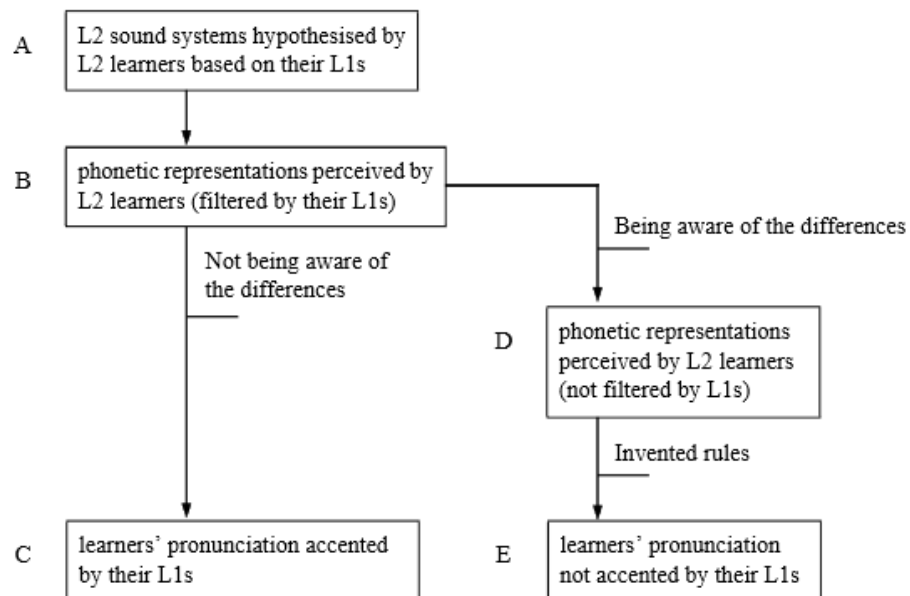 A
L2 sound systems hypothesised by
L2 learners based on their L1s
B
phonetic representations perceived by
L2 learners (filtered by their L1s)
Being aware of the differences
Not being aware of
the differences
D
phonetic representations
perceived by L2 learners
(not filtered by L1s)
Invented rules
C
learners’ pronunciation accented
by their L1s
E
learners’ pronunciation
not accented by their L1s